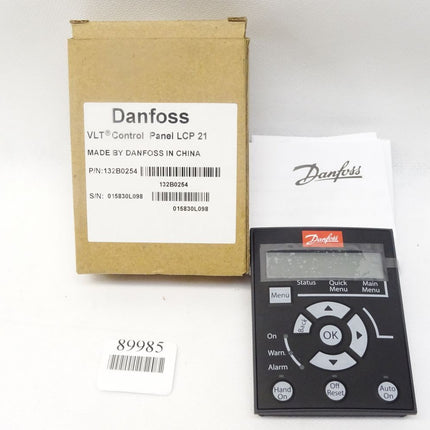 Danfoss
VLT® Control Panel LCP 21
MADE BY DANFOSS IN CHINA
P/N:132B0254
132B0254
S/N: 015830L098
015830L098
Danfoss
Danfoss
Status Quick Menu Main Menu
Menu
Back
OK
On
Warn.
Alarm
Hand On
Off Reset
Auto On
89985